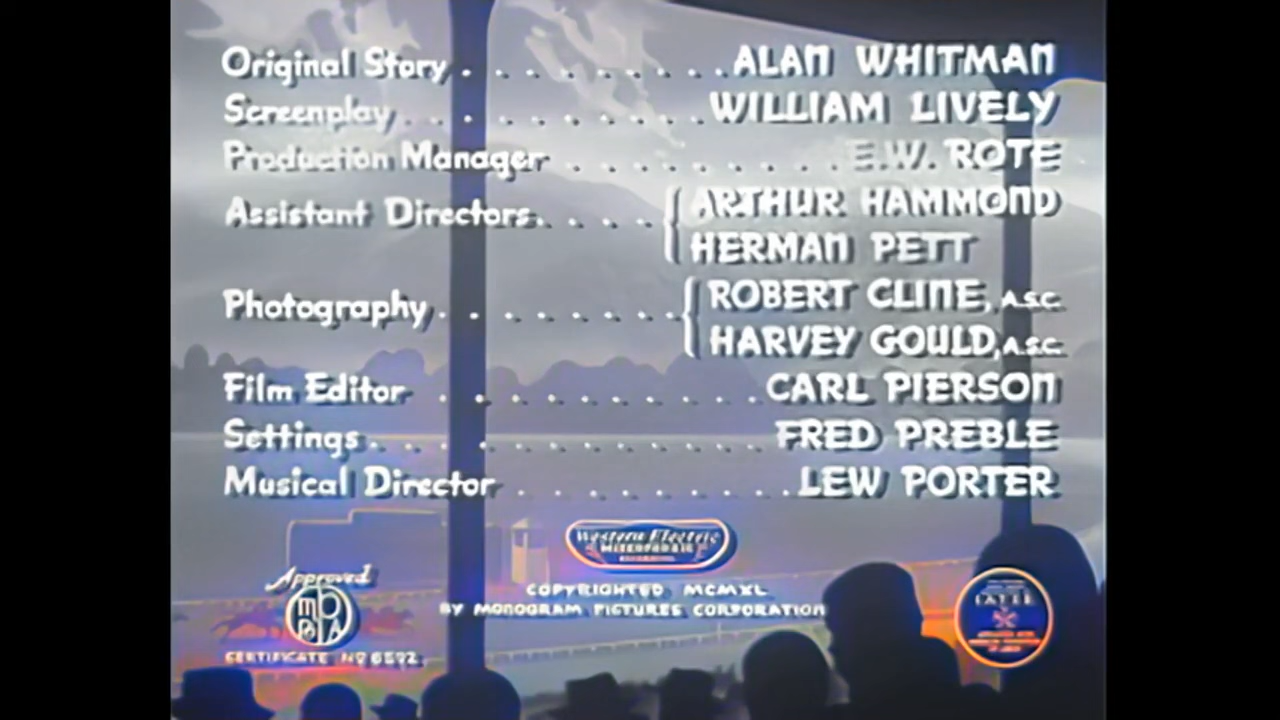 Original Story . . . . . . . . . ALAN WHITMAN
Screenplay . . . . . . . . . WILLIAM LIVELY
Production Manager . . . . . . . . E.W. ROTE
Assistant Directors. . . . { ARTHUR HAMMOND
HERMAN PETT
Photography . . . . . . . . { ROBERT CLINE, A.S.C.
HARVEY GOULD, A.S.C.
Film Editor . . . . . . . . . . CARL PIERSON
Settings . . . . . . . . . . . FRED PREBLE
Musical Director . . . . . . . . LEW PORTER
Western Electric
Approved
COPYRIGHTED MCMXL
BY MONOGRAM PICTURES CORPORATION
CERTIFICATE Nº 6592